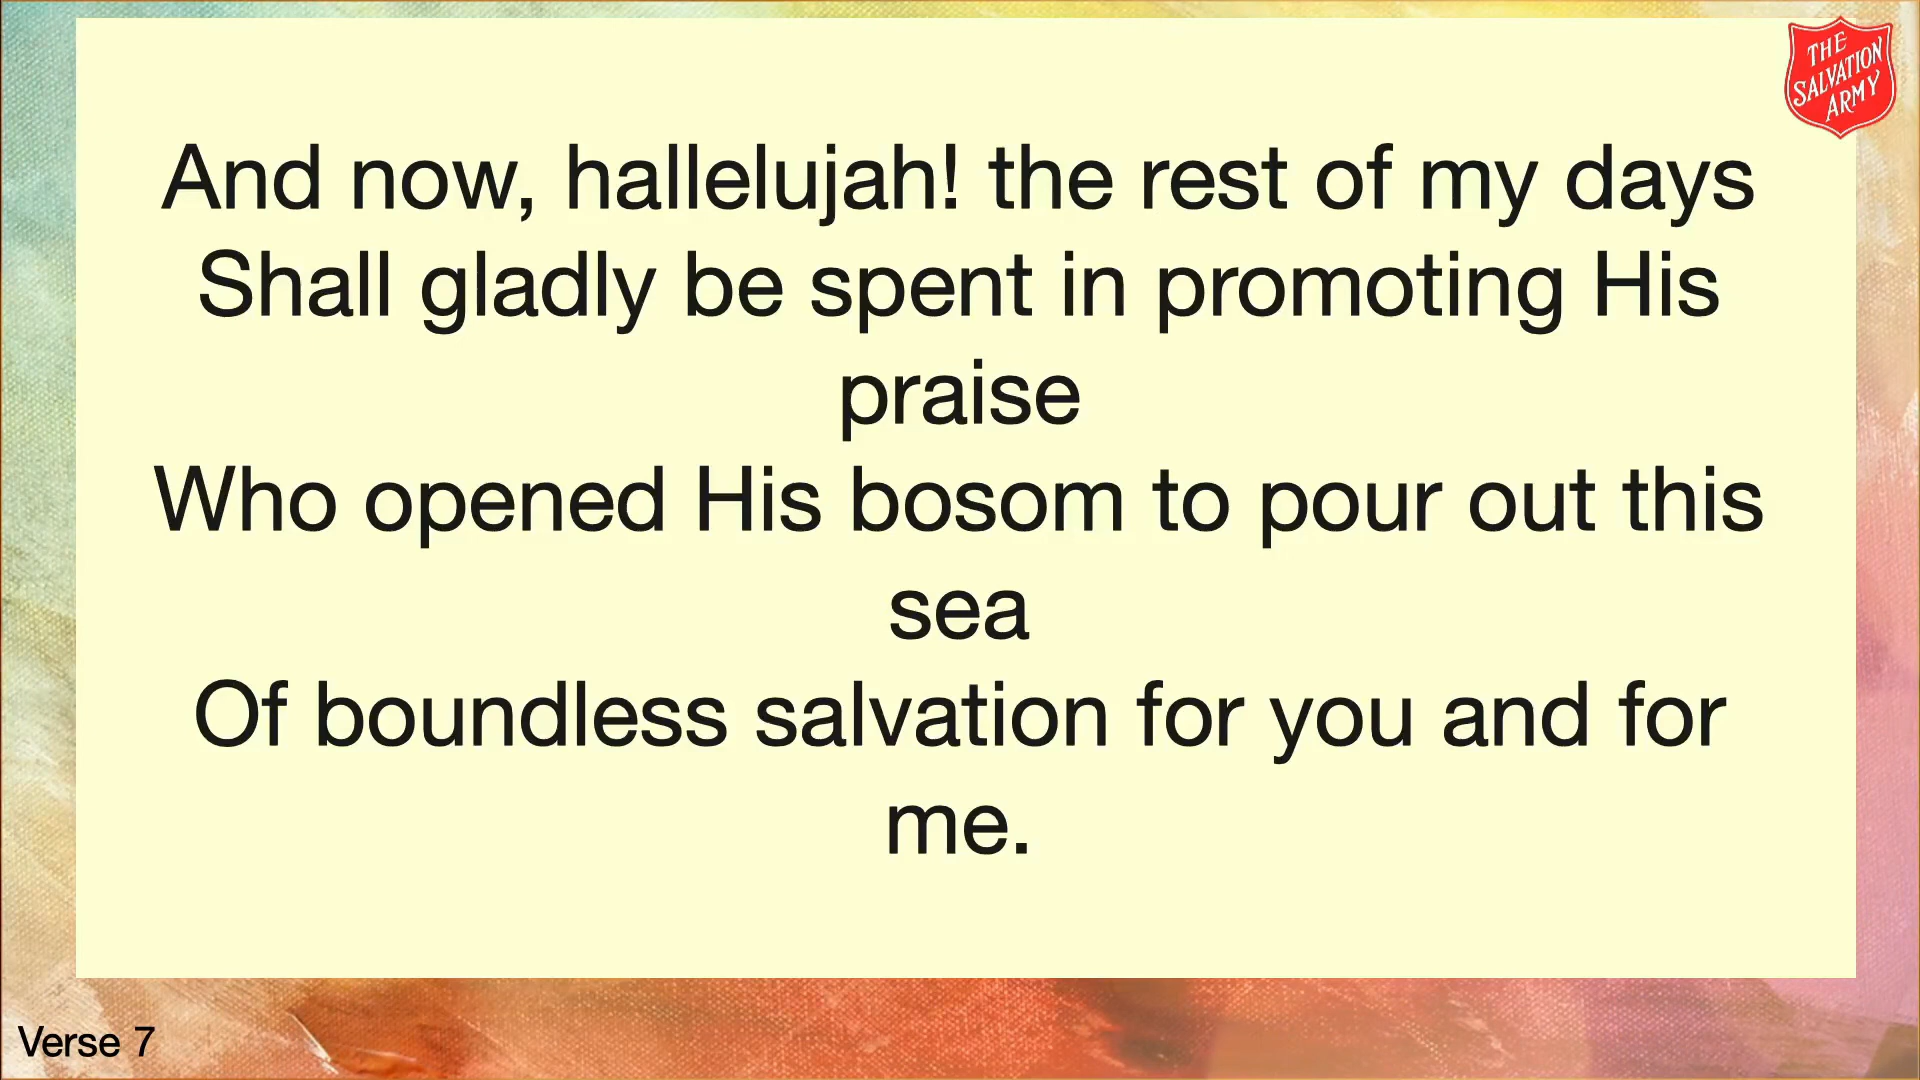 THE
SALVATION
ARMY
And now, hallelujah! the rest of my days
Shall gladly be spent in promoting His
praise
Who opened His bosom to pour out this
sea
Of boundless salvation for you and for
me.
Verse 7